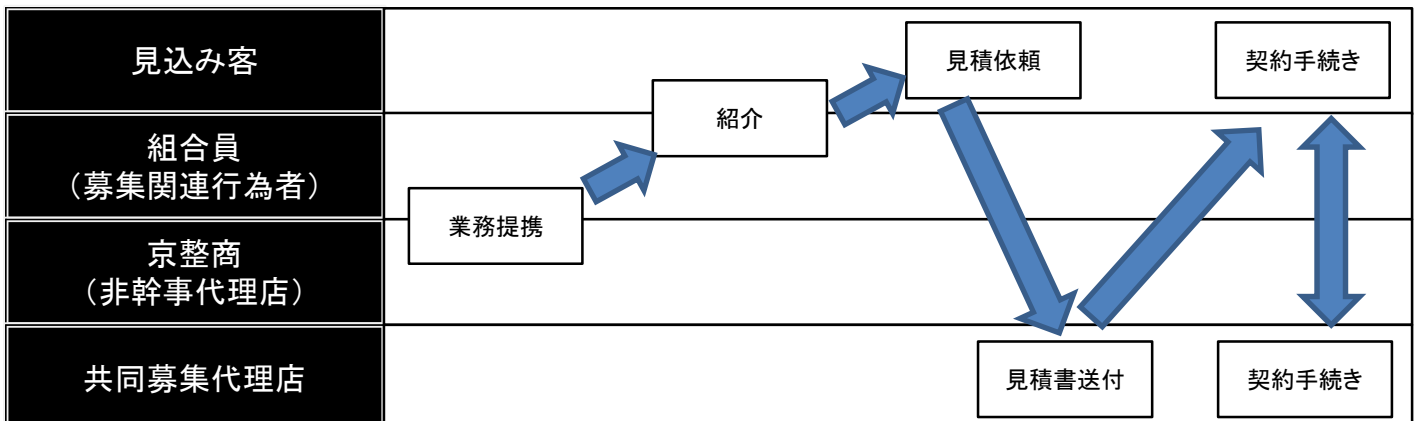 見込み客
見積依頼
契約手続き
紹介
組合員
（募集関連行為者）
業務提携
京整商
（非幹事代理店）
共同募集代理店
見積書送付
契約手続き